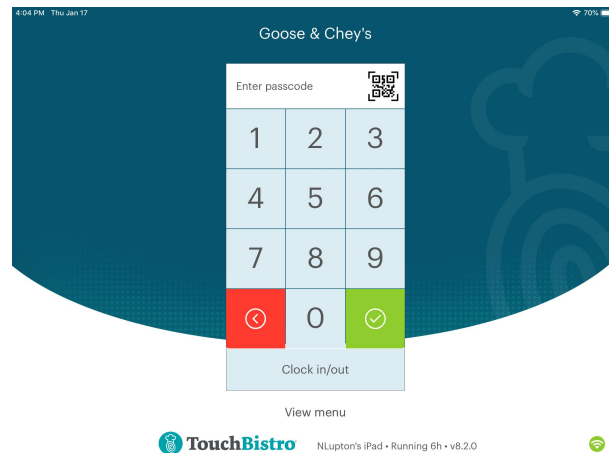 4:04 PM Thu Jan 17 70%
Goose & Chey's
Enter passcode
1 2 3
4 5 6
7 8 9
0
Clock in/out
View menu
TouchBistro NLupton's iPad • Running 6h • v8.2.0